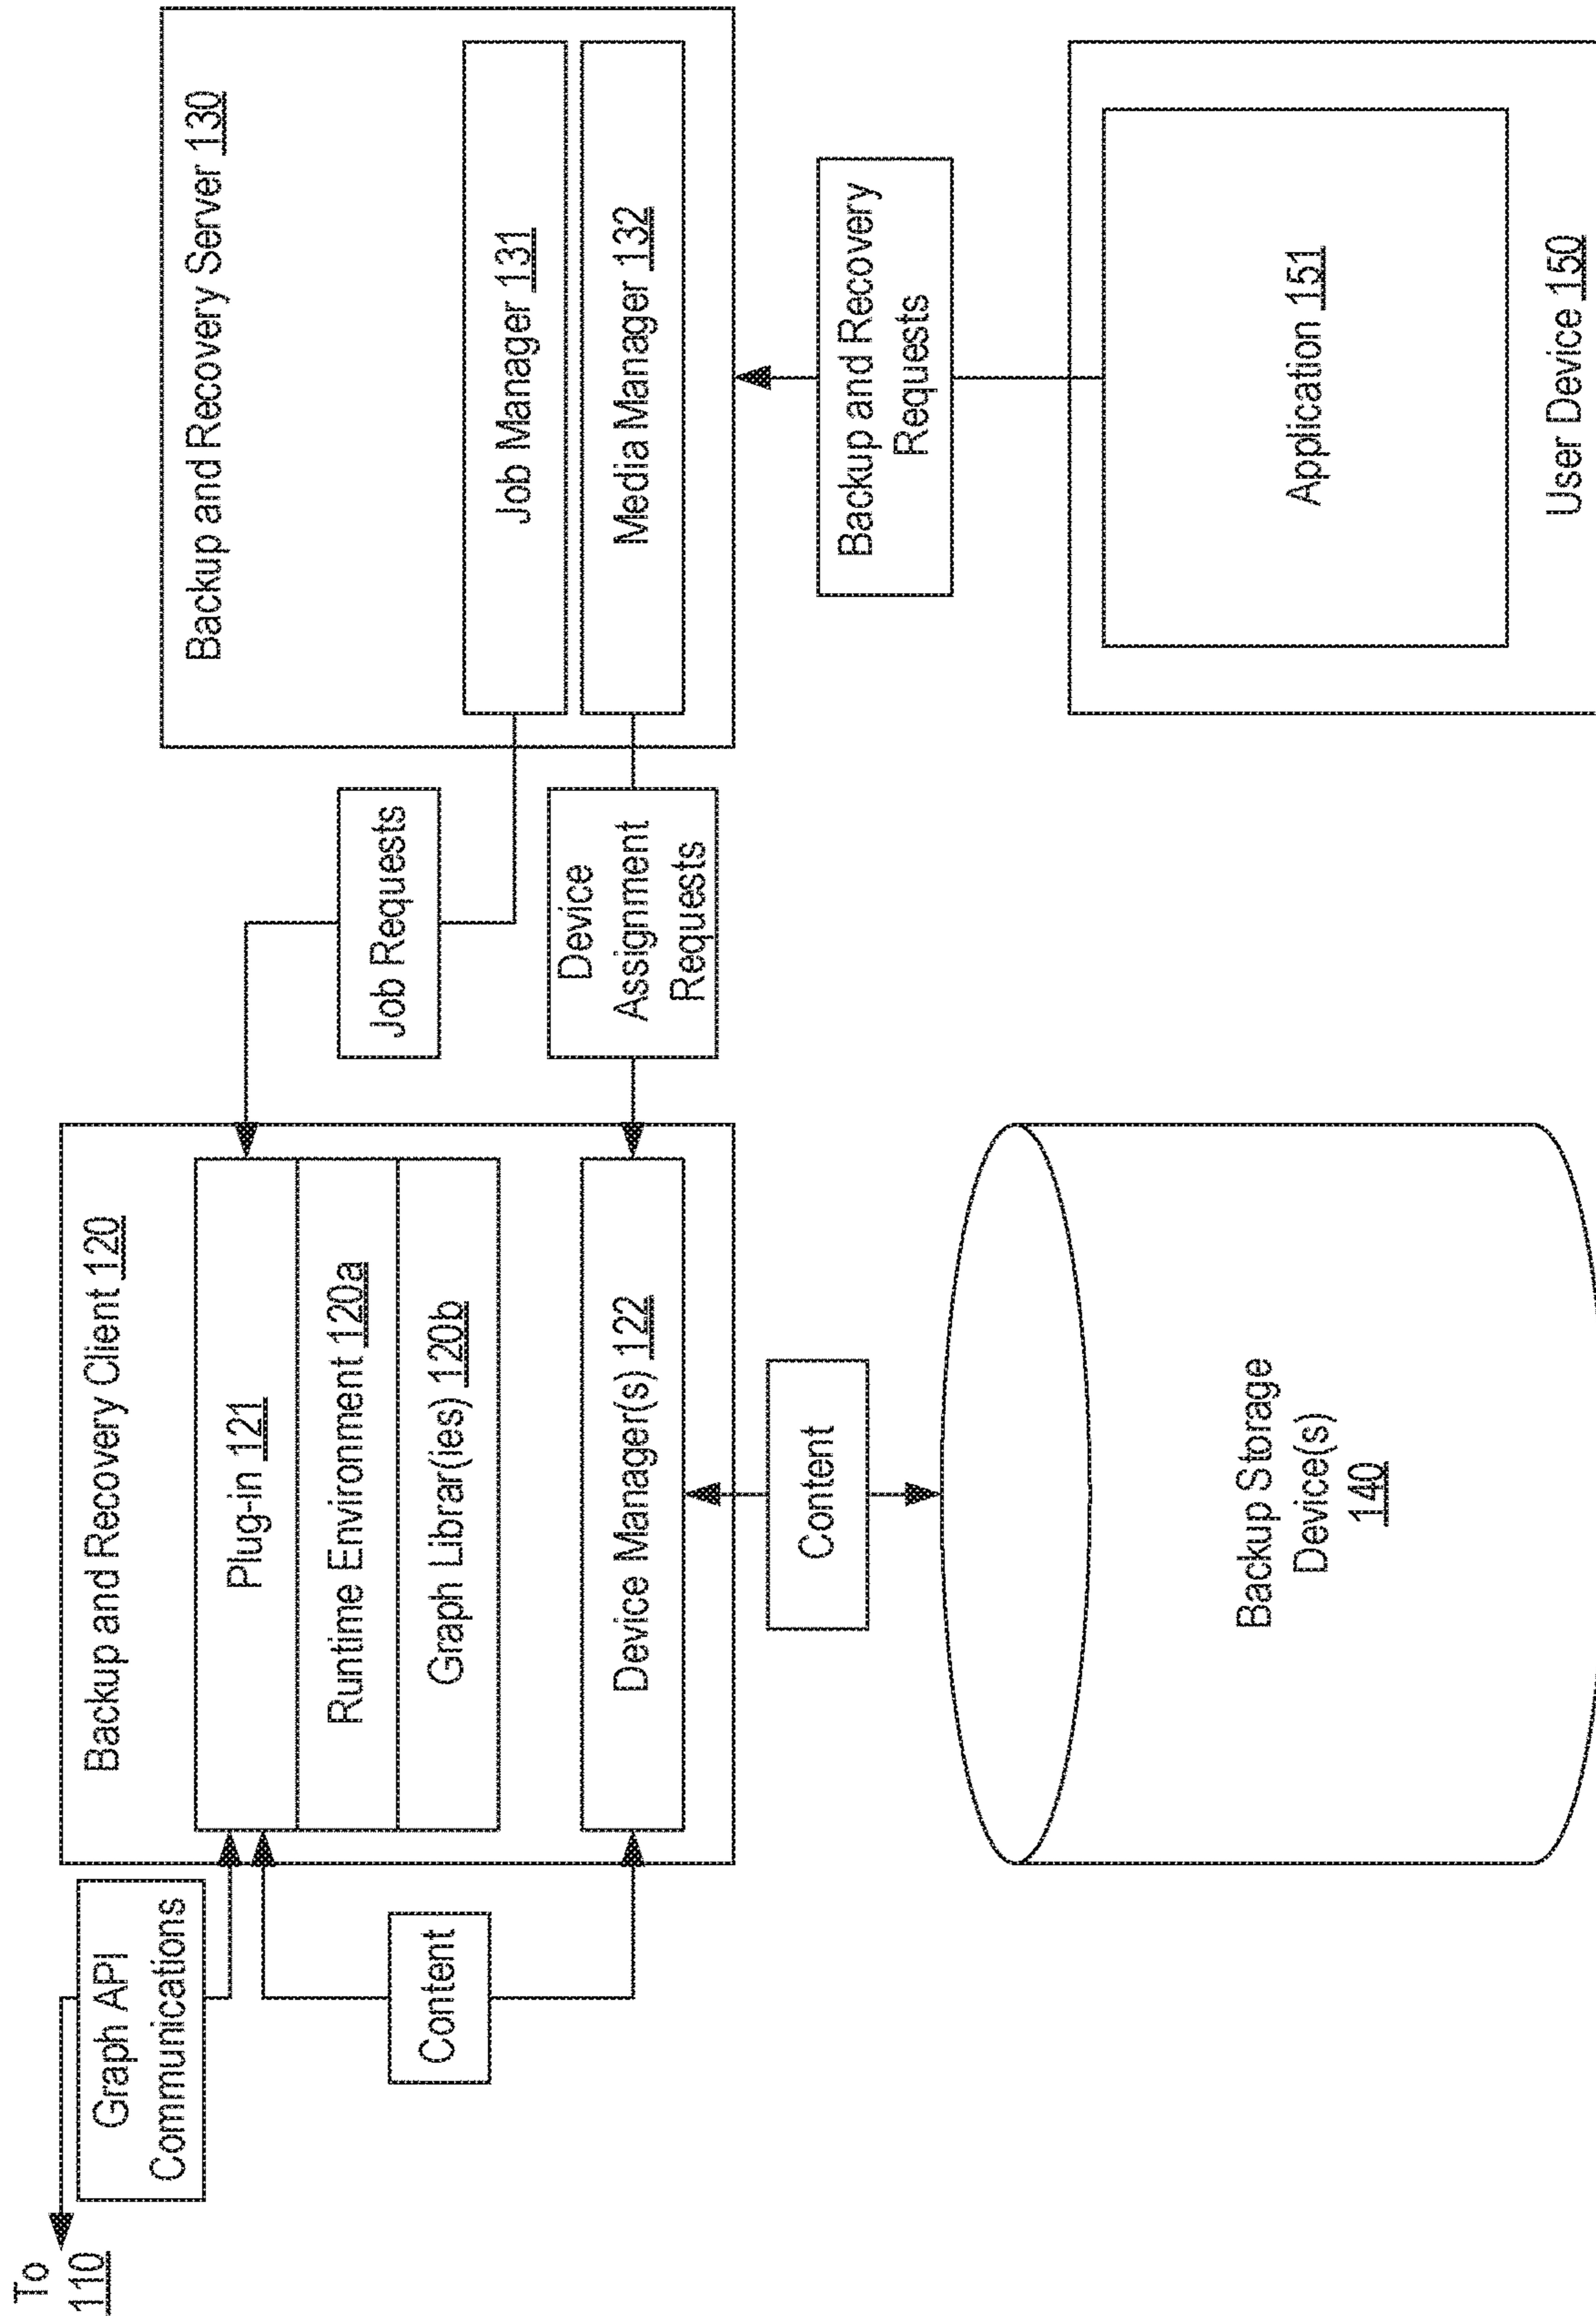 To
110
Graph API
Communications
Content
Backup and Recovery Client 120
Plug-in 121
Runtime Environment 120a
Graph Librar(ies) 120b
Device Manager(s) 122
Content
Backup Storage
Device(s)
140
Job Requests
Device
Assignment
Requests
Backup and Recovery Server 130
Job Manager 131
Media Manager 132
Backup and Recovery
Requests
Application 151
User Device 150